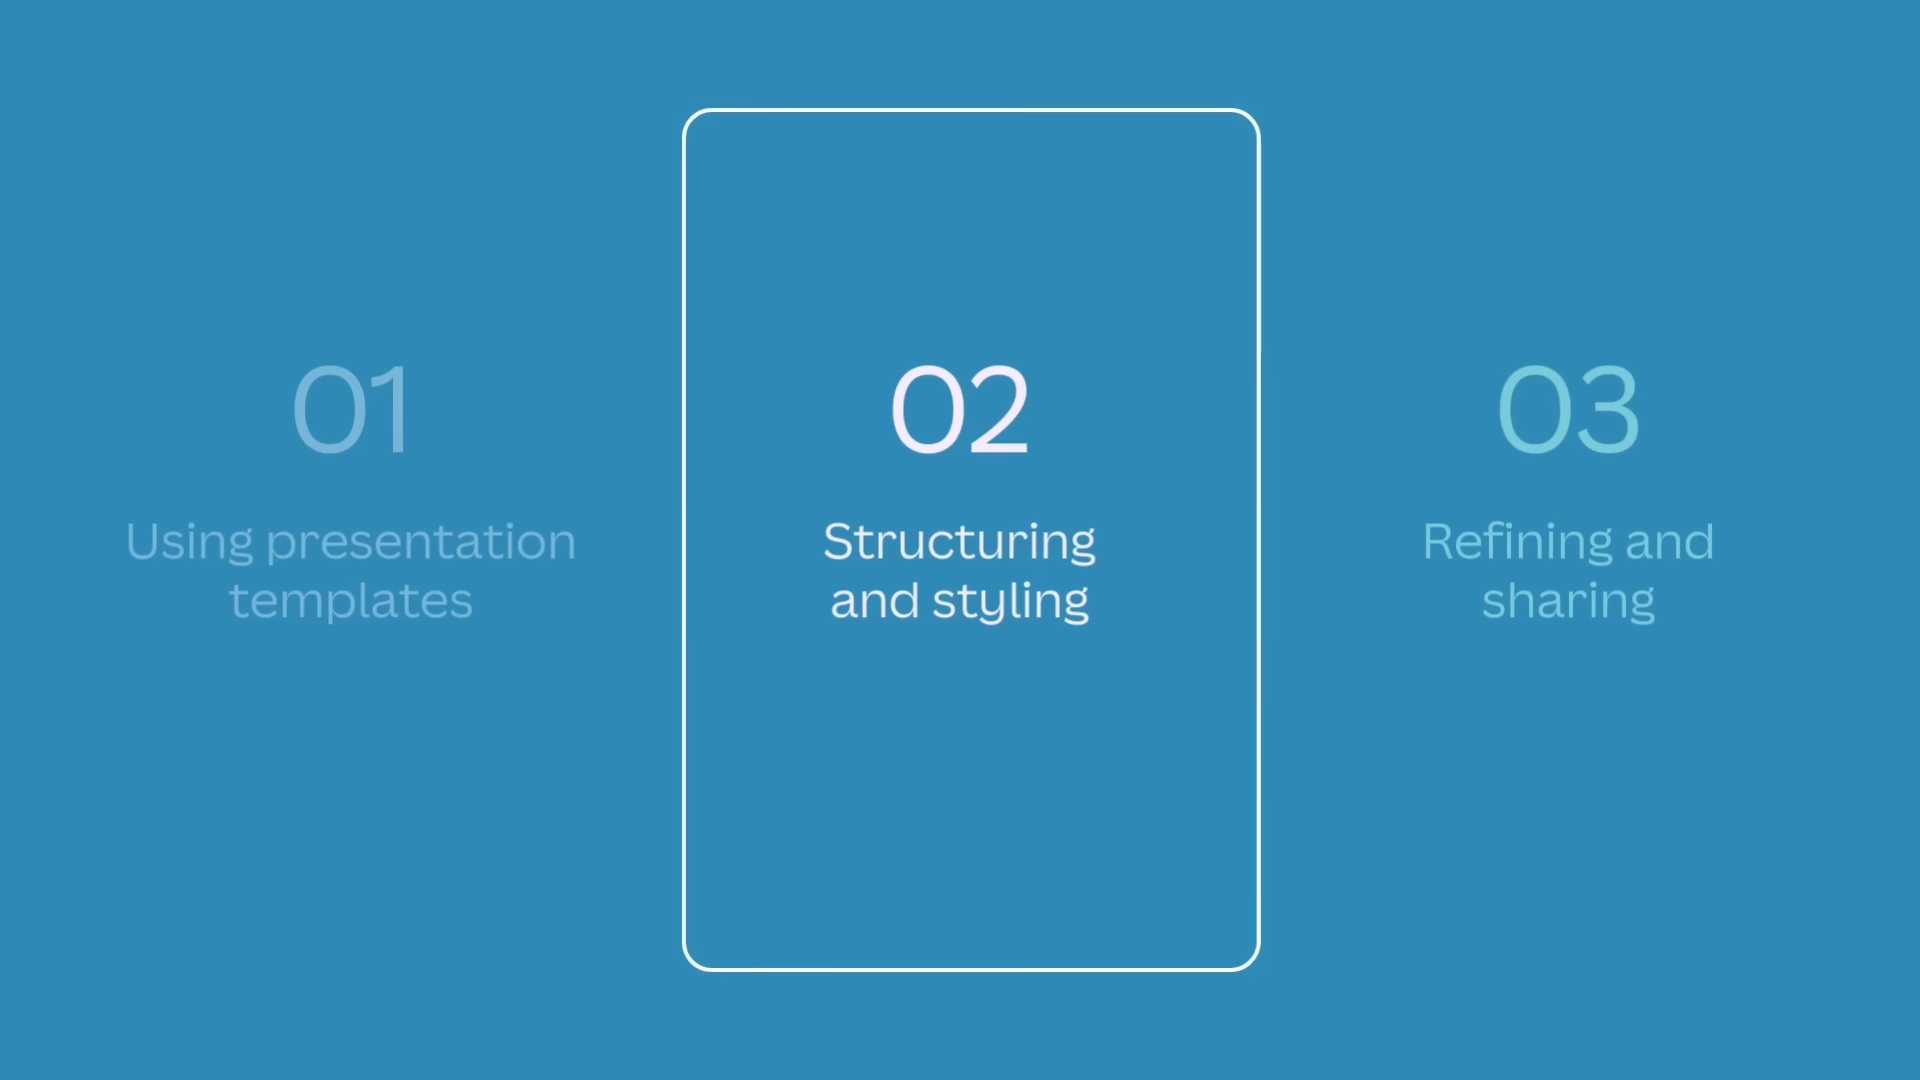 01
Using presentation
templates
02
Structuring
and styling
03
Refining and
sharing